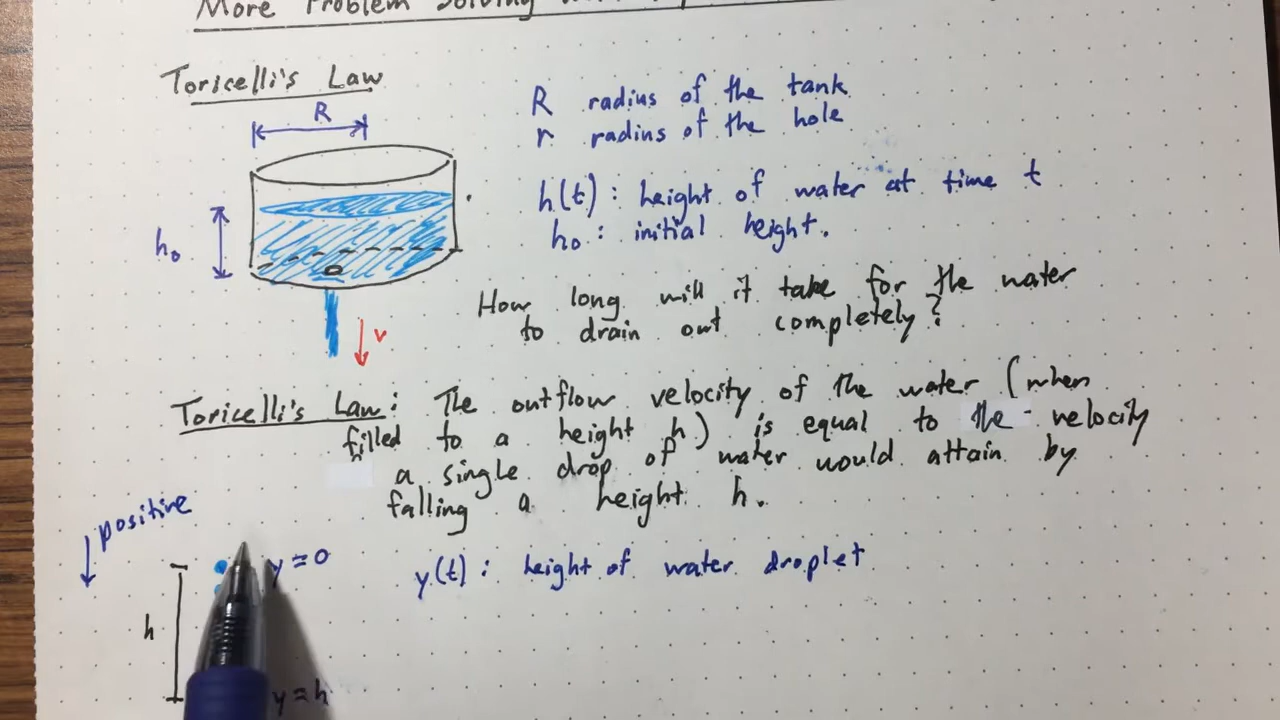 More Problem Solving
Toricelli's Law
R
R radius of the tank
r radius of the hole
h(t): height of water at time t
h₀: initial height.
h₀
How long will it take for the water
to drain out completely?
v
Toricelli's Law: The outflow velocity of the water (when
filled to a height h) is equal to the velocity
a single drop of water would attain by
falling a height h.
positive
y = 0
y(t): height of water droplet
h
y = h